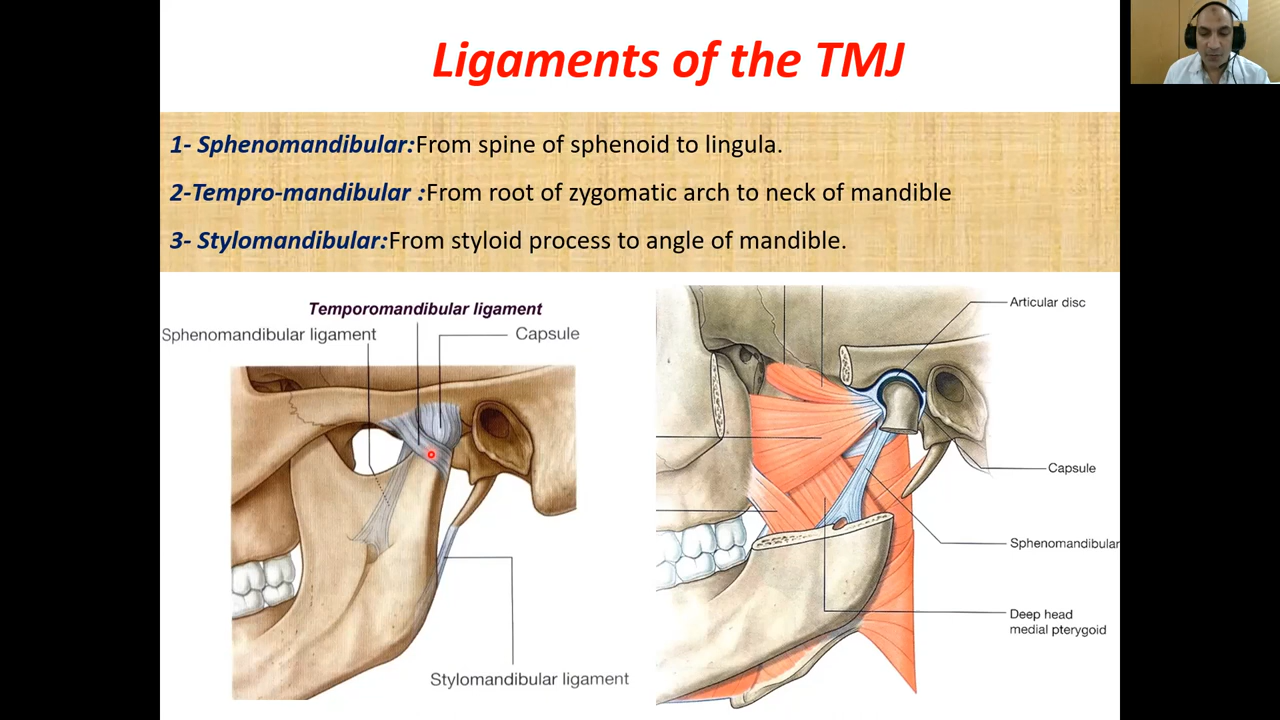 Ligaments of the TMJ
1- Sphenomandibular:From spine of sphenoid to lingula.
2-Tempro-mandibular :From root of zygomatic arch to neck of mandible
3- Stylomandibular:From styloid process to angle of mandible.
Temporomandibular ligament
Sphenomandibular ligament
Capsule
Stylomandibular ligament
Articular disc
Capsule
Sphenomandibular
Deep head
medial pterygoid